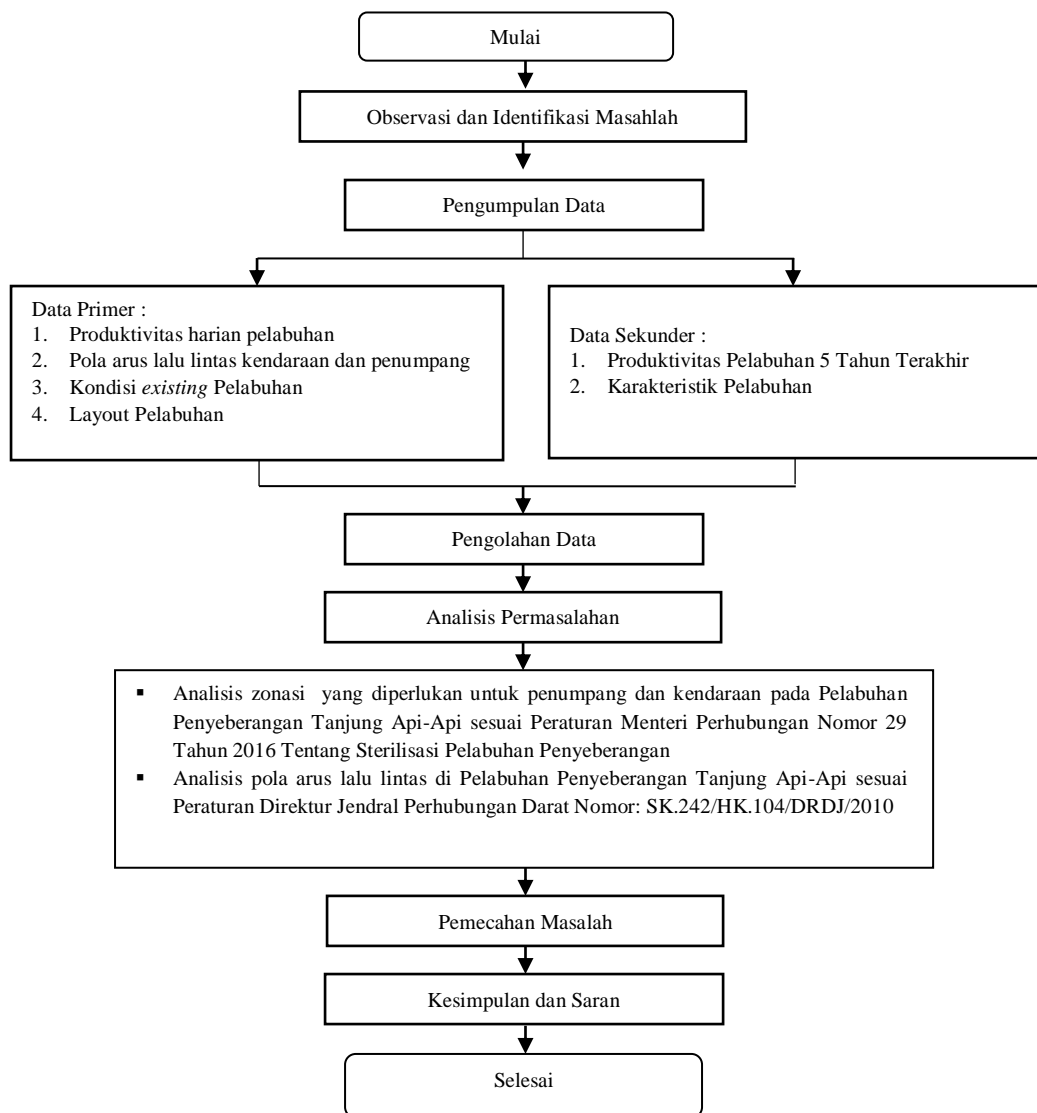 Mulai
Observasi dan Identifikasi Masahlah
Pengumpulan Data
Data Primer :
1. Produktivitas harian pelabuhan
2. Pola arus lalu lintas kendaraan dan penumpang
3. Kondisi existing Pelabuhan
4. Layout Pelabuhan
Data Sekunder :
1. Produktivitas Pelabuhan 5 Tahun Terakhir
2. Karakteristik Pelabuhan
Pengolahan Data
Analisis Permasalahan
▪ Analisis zonasi yang diperlukan untuk penumpang dan kendaraan pada Pelabuhan
Penyeberangan Tanjung Api-Api sesuai Peraturan Menteri Perhubungan Nomor 29
Tahun 2016 Tentang Sterilisasi Pelabuhan Penyeberangan
▪ Analisis pola arus lalu lintas di Pelabuhan Penyeberangan Tanjung Api-Api sesuai
Peraturan Direktur Jendral Perhubungan Darat Nomor: SK.242/HK.104/DRDJ/2010
Pemecahan Masalah
Kesimpulan dan Saran
Selesai